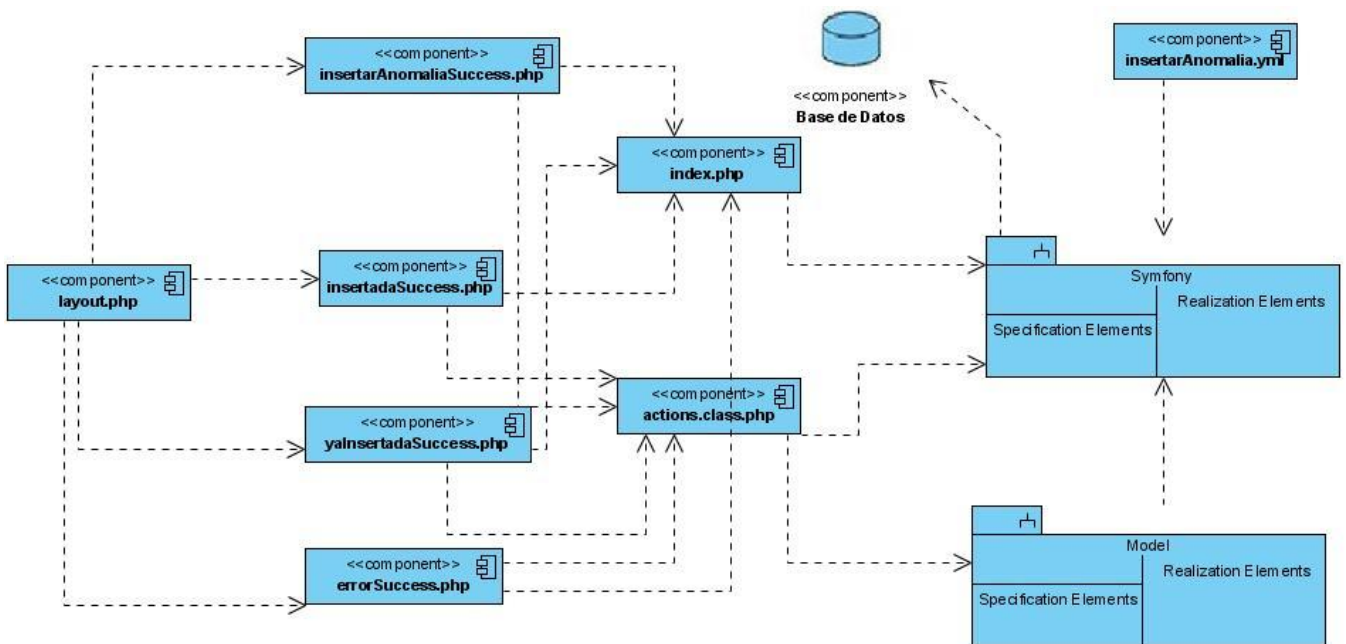 <<component>>
insertarAnomaliaSuccess.php
<<component>>
Base de Datos
<<component>>
insertarAnomalia.yml
<<component>>
index.php
<<component>>
layout.php
<<component>>
insertadaSuccess.php
Symfony
Realization Elements
Specification Elements
<<component>>
yaInsertadaSuccess.php
<<component>>
actions.class.php
<<component>>
errorSuccess.php
Model
Realization Elements
Specification Elements